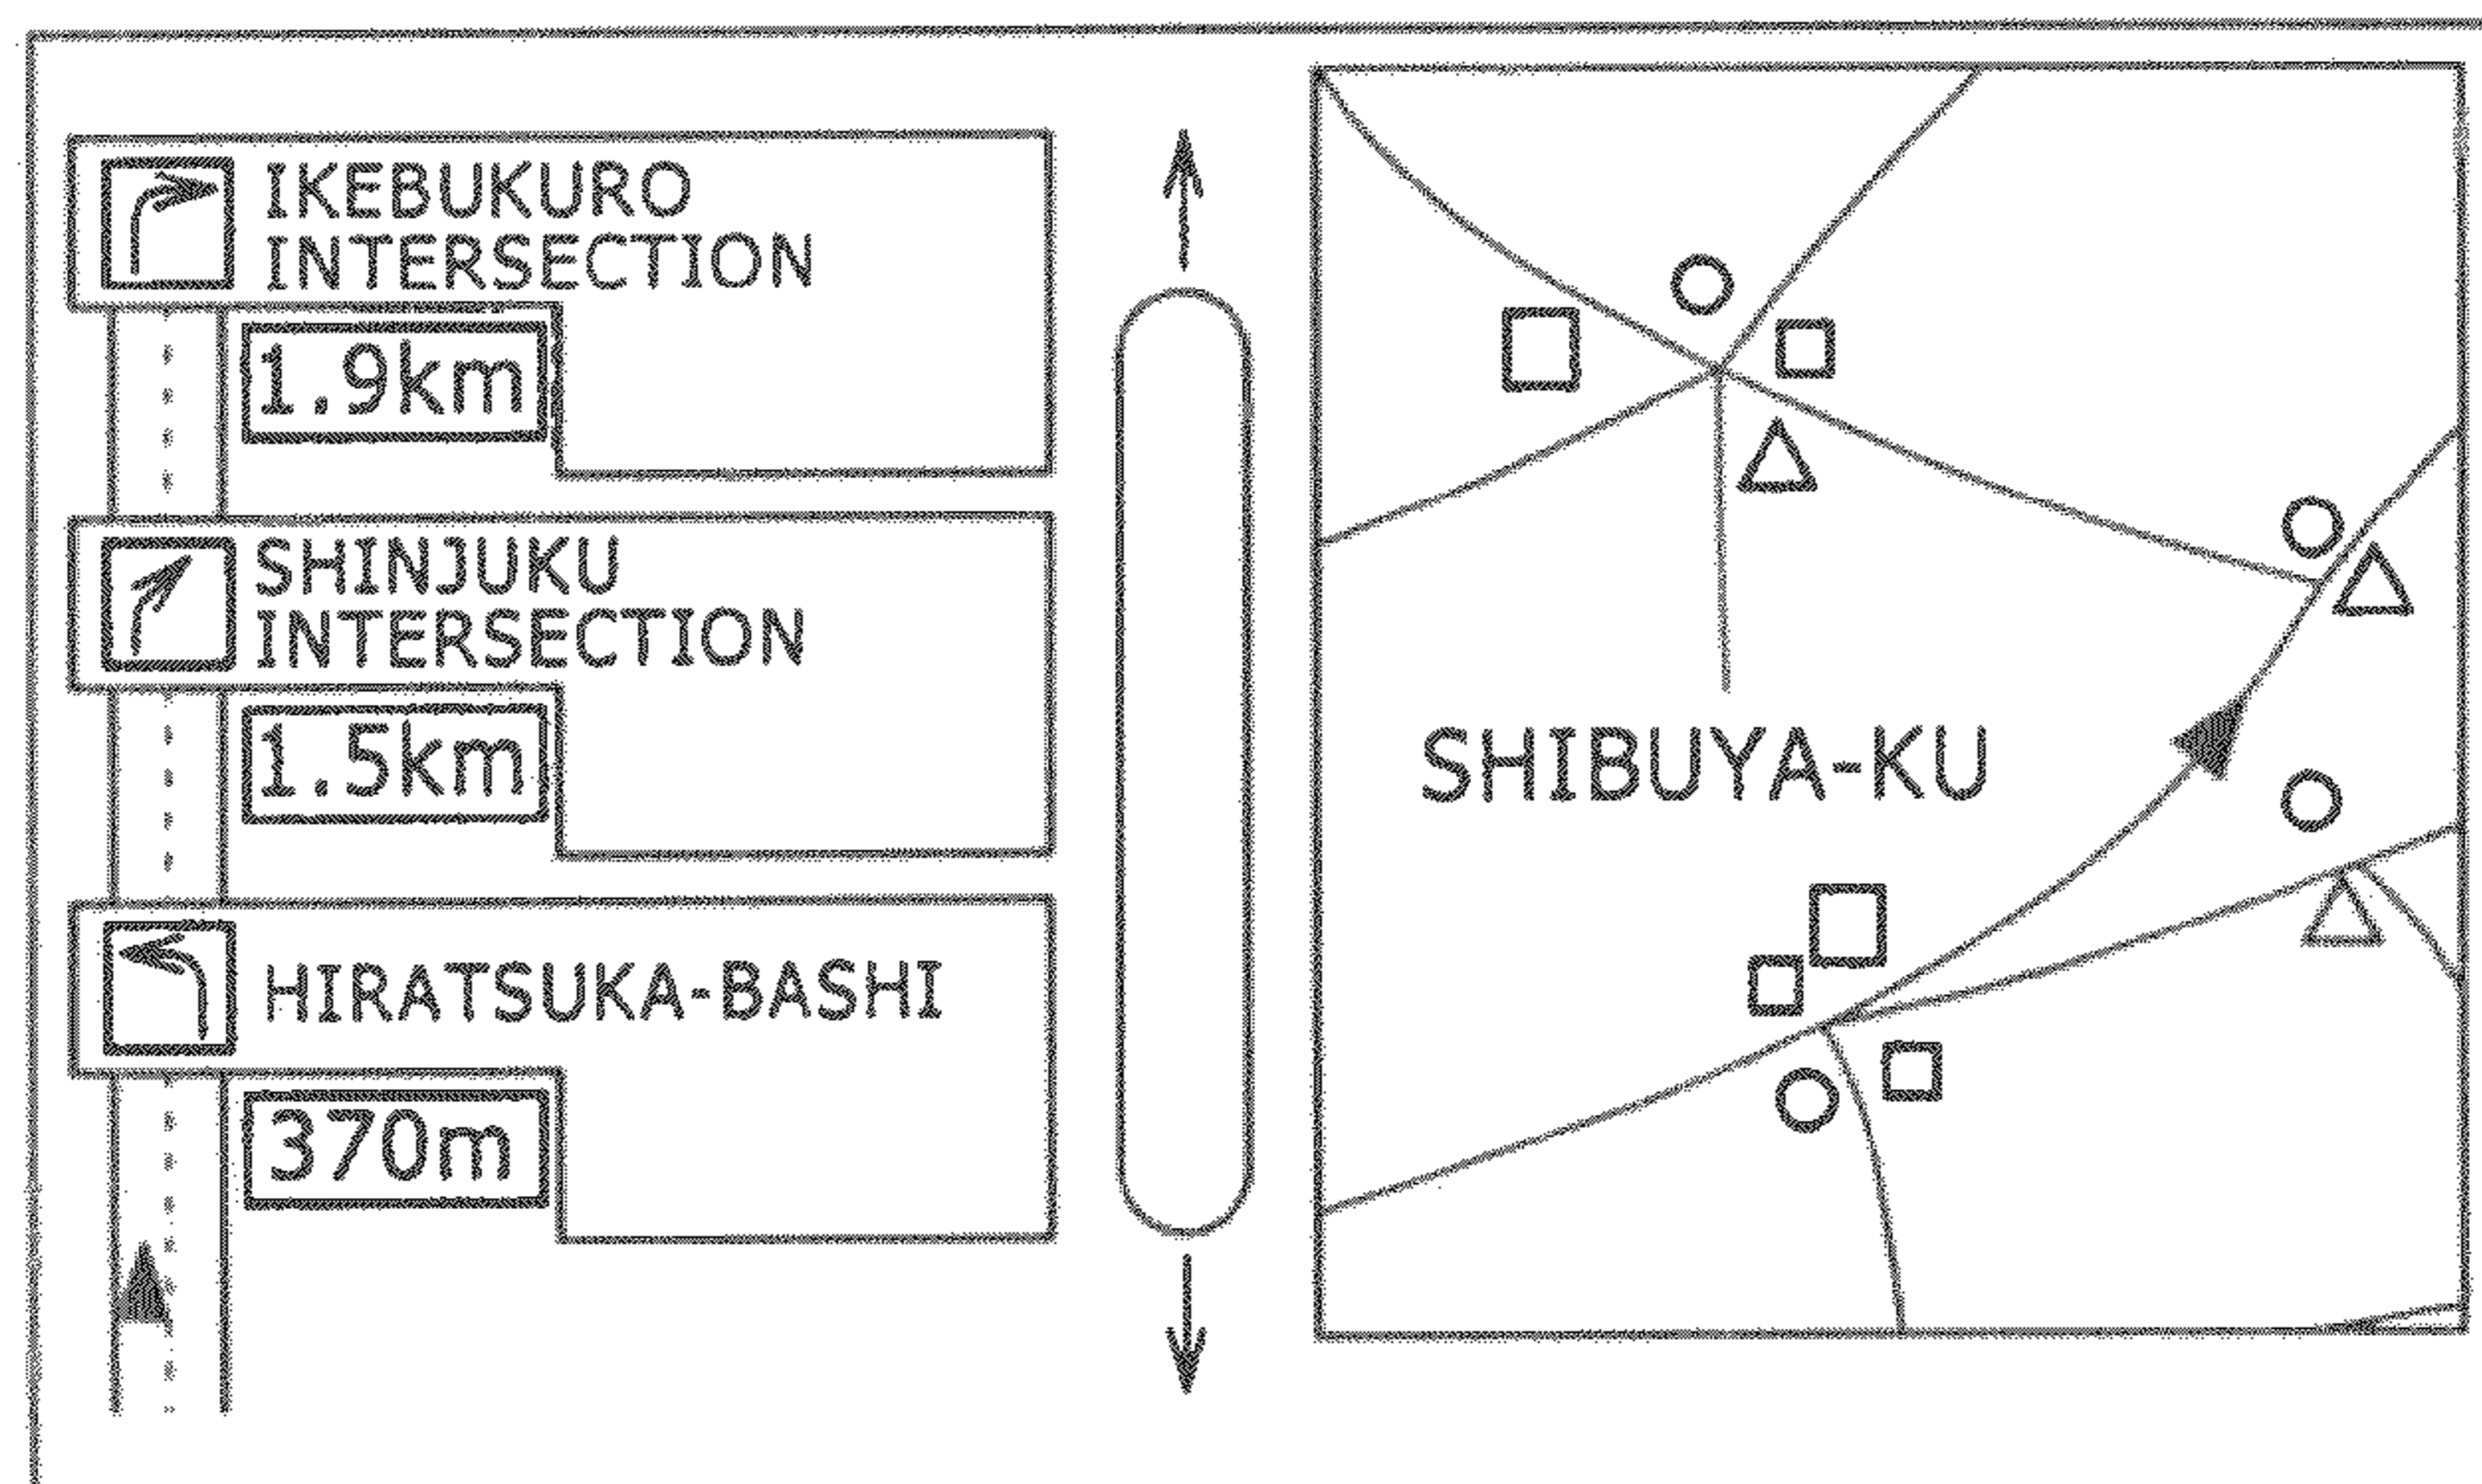 IKEBUKURO
INTERSECTION
1.9km
SHINJUKU
INTERSECTION
1.5km
HIRATSUKA-BASHI
370m
SHIBUYA-KU